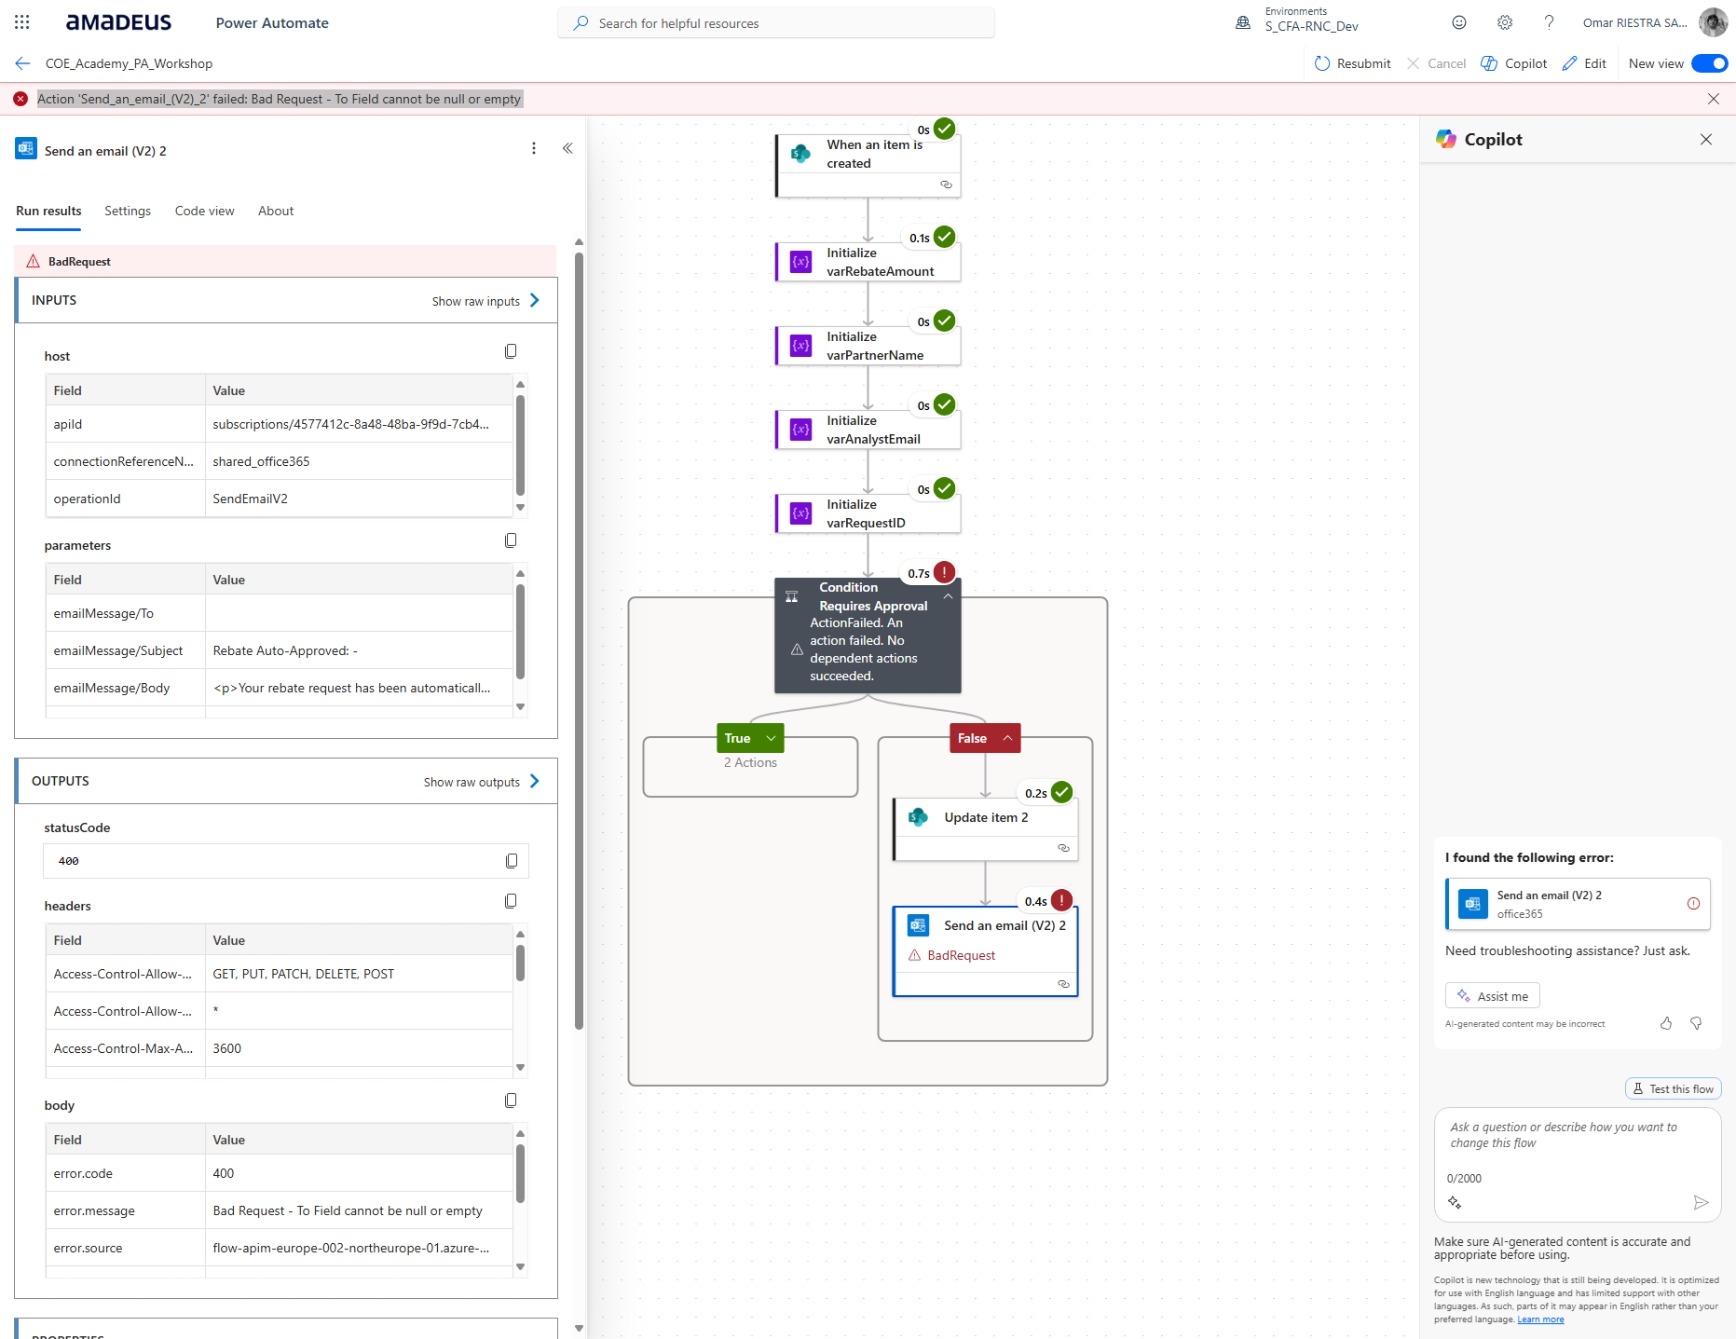 aMaDEUS
Power Automate
Search for helpful resources
Environments
S_CFA-RNC_Dev
Omar RIESTRA SA...
COE_Academy_PA_Workshop
Resubmit
Cancel
Copilot
Edit
New view
Action 'Send_an_email_(V2)_2' failed: Bad Request - To Field cannot be null or empty
Send an email (V2) 2
Run results
Settings
Code view
About
BadRequest
INPUTS
Show raw inputs
host
Field Value
apiId subscriptions/4577412c-8a48-48ba-9f9d-7cb4...
connectionReferenceN... shared_office365
operationId SendEmailV2
parameters
Field Value
emailMessage/To
emailMessage/Subject Rebate Auto-Approved: -
emailMessage/Body <p>Your rebate request has been automaticall...
OUTPUTS
Show raw outputs
statusCode
400
headers
Field Value
Access-Control-Allow-... GET, PUT, PATCH, DELETE, POST
Access-Control-Allow-... *
Access-Control-Max-A... 3600
body
Field Value
error.code 400
error.message Bad Request - To Field cannot be null or empty
error.source flow-apim-europe-002-northeurope-01.azure-...
PROPERTIES
0s
When an item is
created
0.1s
Initialize
varRebateAmount
0s
Initialize
varPartnerName
0s
Initialize
varAnalystEmail
0s
Initialize
varRequestID
0.7s
Condition
Requires Approval
ActionFailed. An
action failed. No
dependent actions
succeeded.
True
2 Actions
False
0.2s
Update item 2
0.4s
Send an email (V2) 2
BadRequest
Copilot
I found the following error:
Send an email (V2) 2
office365
Need troubleshooting assistance? Just ask.
Assist me
AI-generated content may be incorrect
Test this flow
Ask a question or describe how you want to
change this flow
0/2000
Make sure AI-generated content is accurate and
appropriate before using.
Copilot is new technology that is still being developed. It is optimized
for use with English language and has limited support with other
languages. As such, parts of it may appear in English rather than your
preferred language. Learn more